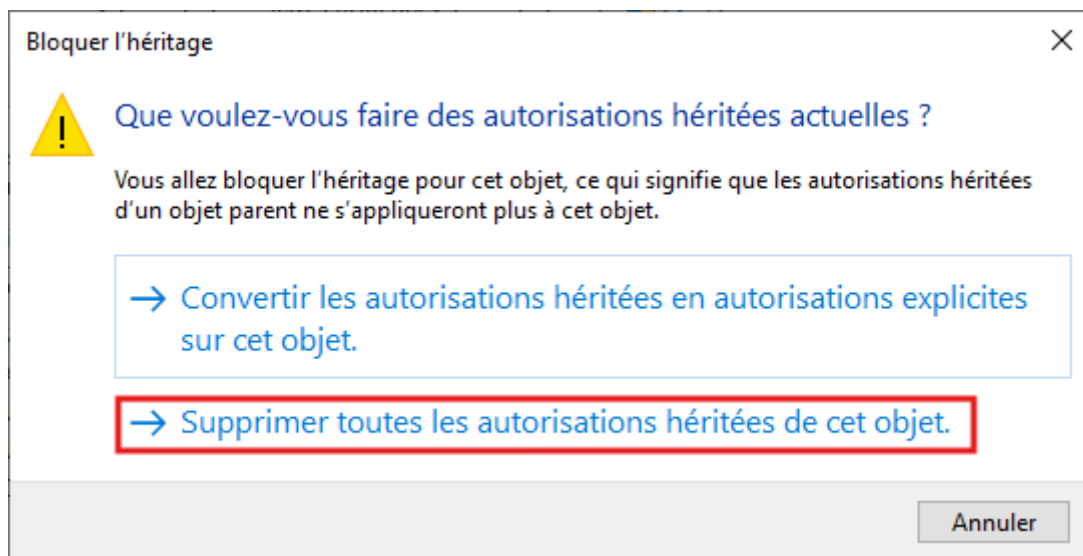 Bloquer l'héritage
Que voulez-vous faire des autorisations héritées actuelles ?
Vous allez bloquer l'héritage pour cet objet, ce qui signifie que les autorisations héritées
d'un objet parent ne s'appliqueront plus à cet objet.
→ Convertir les autorisations héritées en autorisations explicites
sur cet objet.
→ Supprimer toutes les autorisations héritées de cet objet.
Annuler